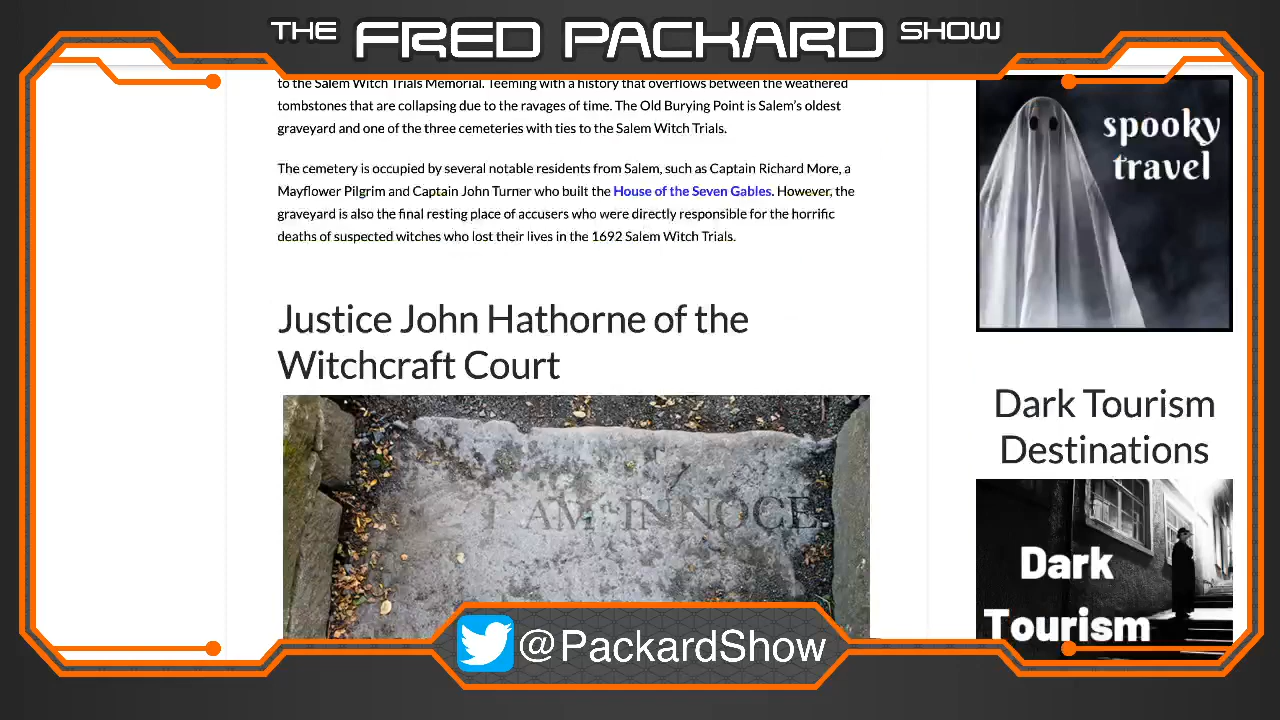 THE FRED PACKARD SHOW
to the Salem Witch Trials Memorial. Teeming with a history that overflows between the weathered
tombstones that are collapsing due to the ravages of time. The Old Burying Point is Salem's oldest
graveyard and one of the three cemeteries with ties to the Salem Witch Trials.
The cemetery is occupied by several notable residents from Salem, such as Captain Richard More, a
Mayflower Pilgrim and Captain John Turner who built the House of the Seven Gables. However, the
graveyard is also the final resting place of accusers who were directly responsible for the horrific
deaths of suspected witches who lost their lives in the 1692 Salem Witch Trials.
Justice John Hathorne of the
Witchcraft Court
I AM INNOCE
spooky
travel
Dark Tourism
Destinations
Dark
Tourism
@PackardShow